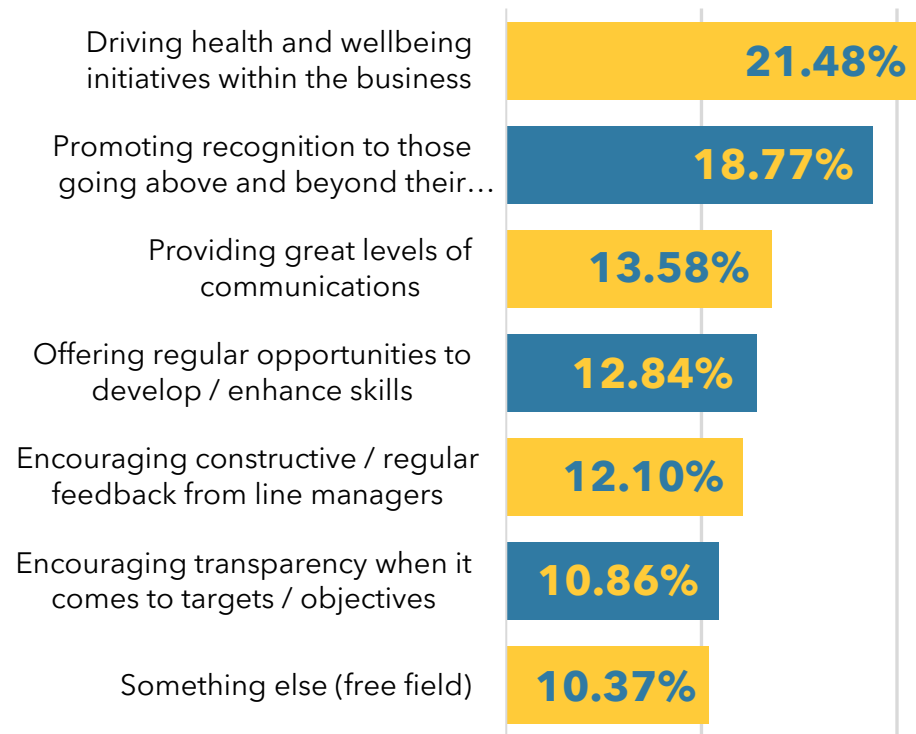 Driving health and wellbeing
initiatives within the business
21.48%
Promoting recognition to those
going above and beyond their…
18.77%
Providing great levels of
communications
13.58%
Offering regular opportunities to
develop / enhance skills
12.84%
Encouraging constructive / regular
feedback from line managers
12.10%
Encouraging transparency when it
comes to targets / objectives
10.86%
Something else (free field)
10.37%